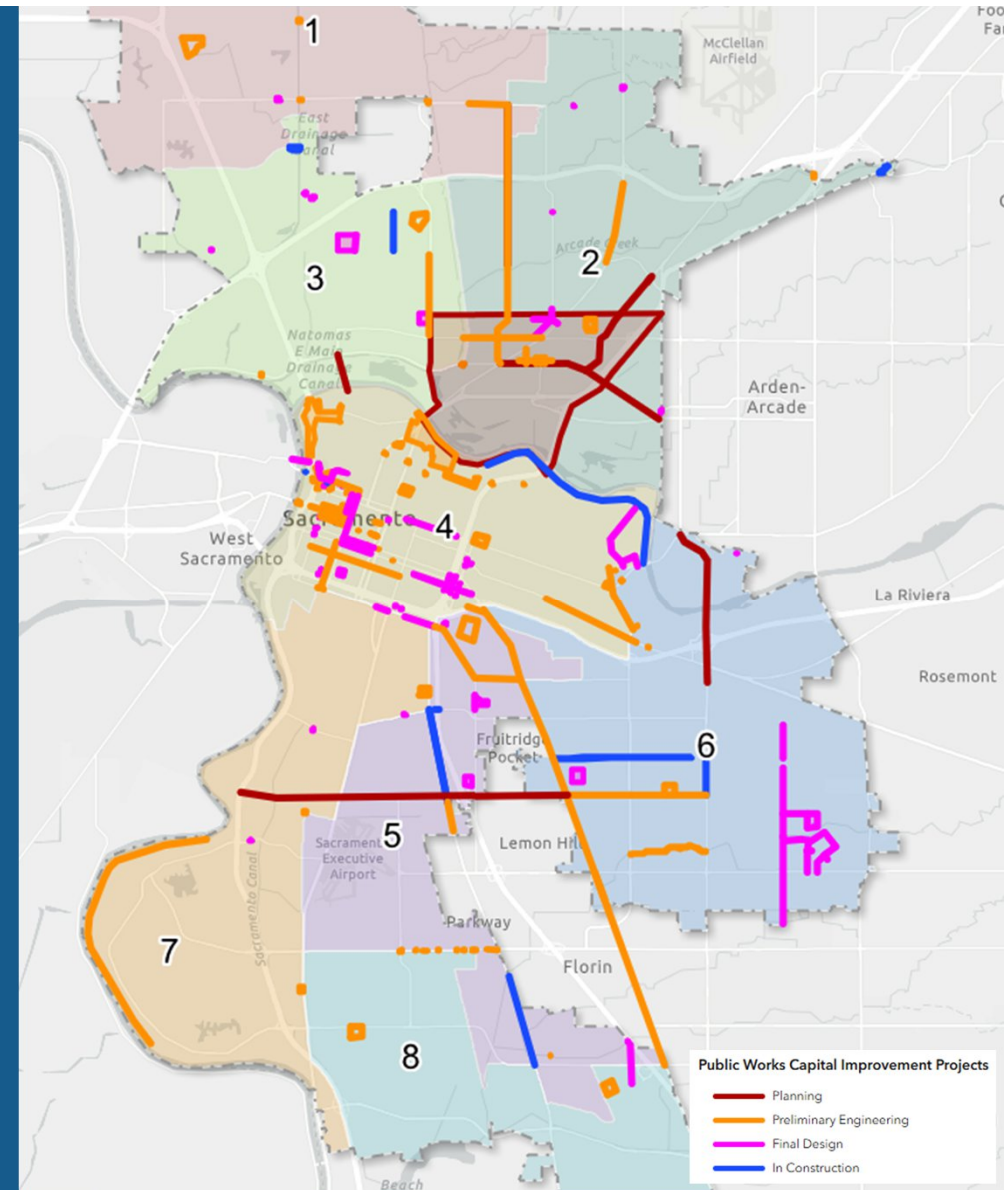 Foo
Fa
1
McClellan
Airfield
East
Drainage
Canal
Arcade Creek
2
3
Natomas
E Main
Drainage
Canal
Arden-
Arcade
Sacramento
4
West
Sacramento
La Riviera
Rosemont
Fruitridge
Pocket
6
5
Lemon Hill
Sacramento
Executive
Airport
Sacramento Canal
Parkway
7
Florin
8
Beach
Public Works Capital Improvement Projects
Planning
Preliminary Engineering
Final Design
In Construction